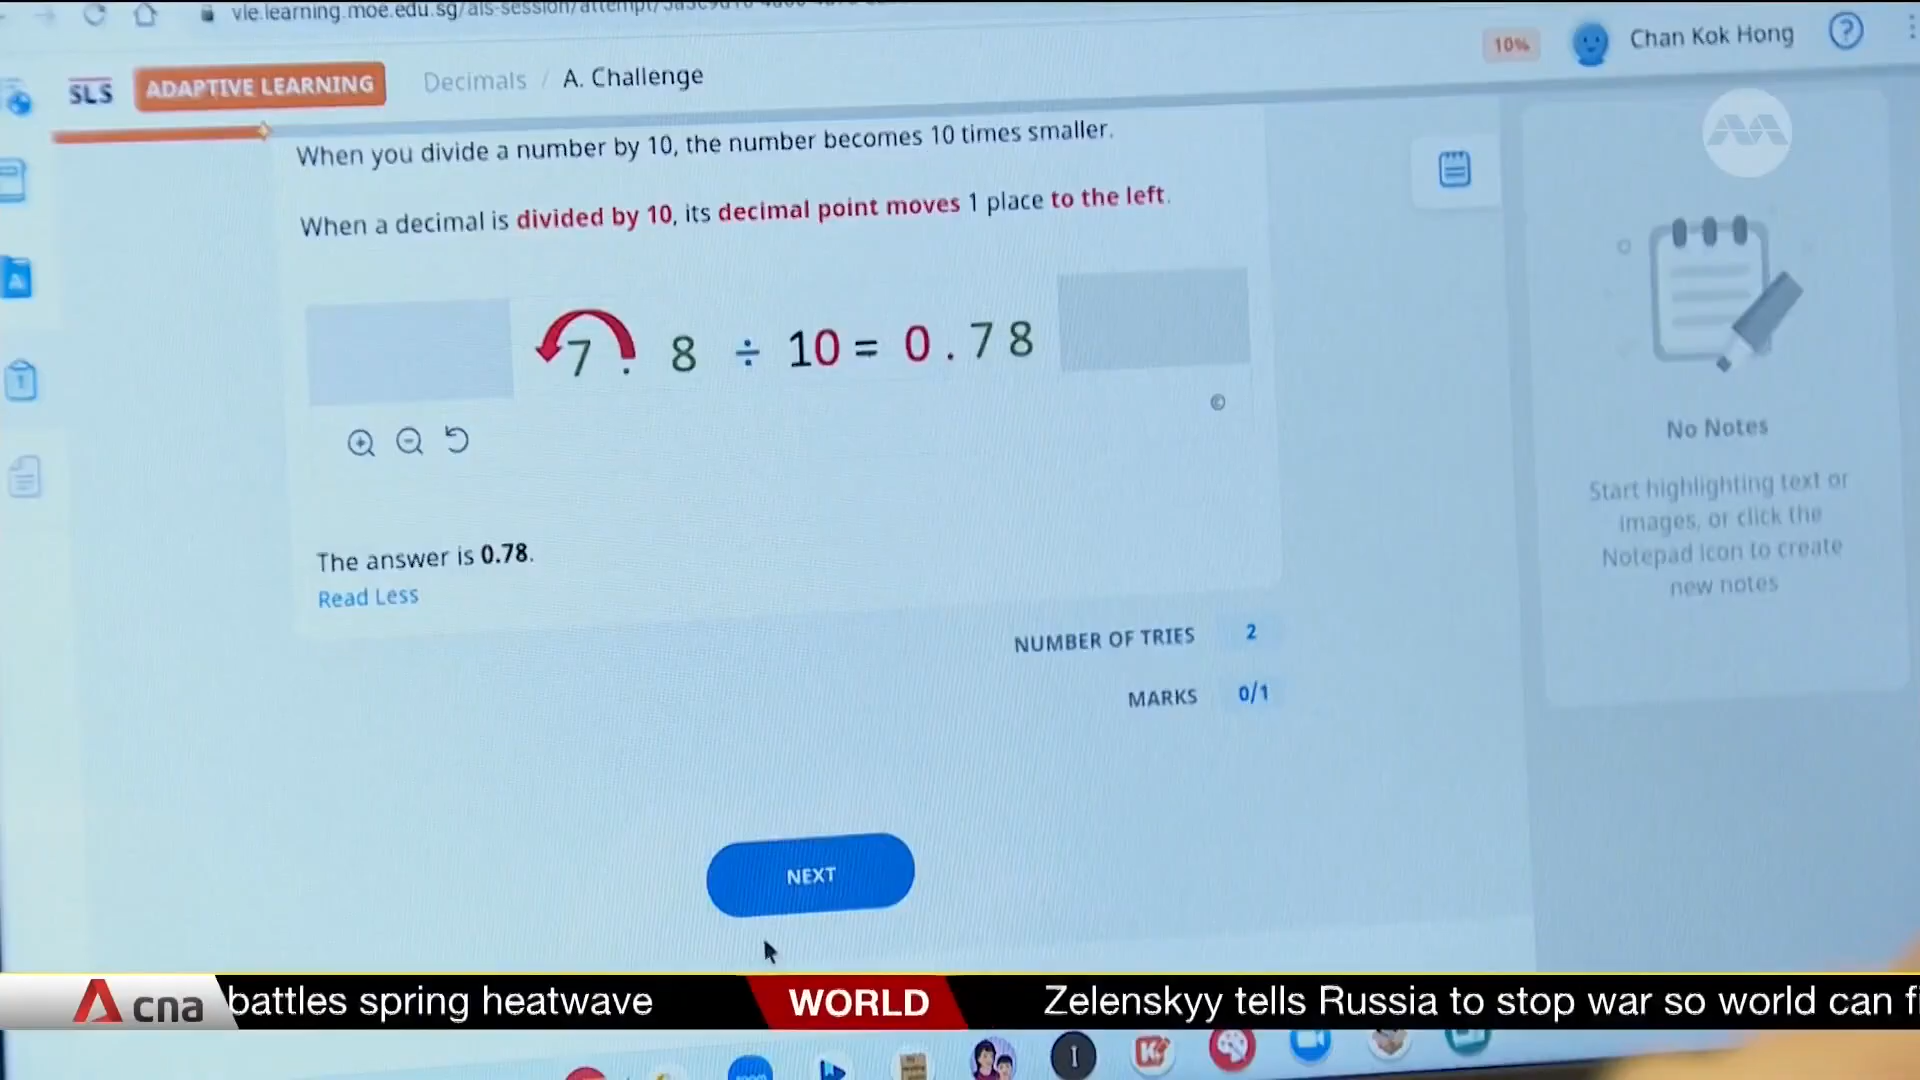 vle.learning.moe.edu.sg/als-session/attempt/
SLS
ADAPTIVE LEARNING
Decimals / A. Challenge
10%
Chan Kok Hong
?
When you divide a number by 10, the number becomes 10 times smaller.
When a decimal is divided by 10, its decimal point moves 1 place to the left.
7 . 8 ÷ 10 = 0 . 7 8
©
The answer is 0.78.
Read Less
NUMBER OF TRIES 2
MARKS 0/1
NEXT
No Notes
Start highlighting text or
images, or click the
Notepad icon to create
new notes
cna
battles spring heatwave
WORLD
Zelenskyy tells Russia to stop war so world can fi
zoom